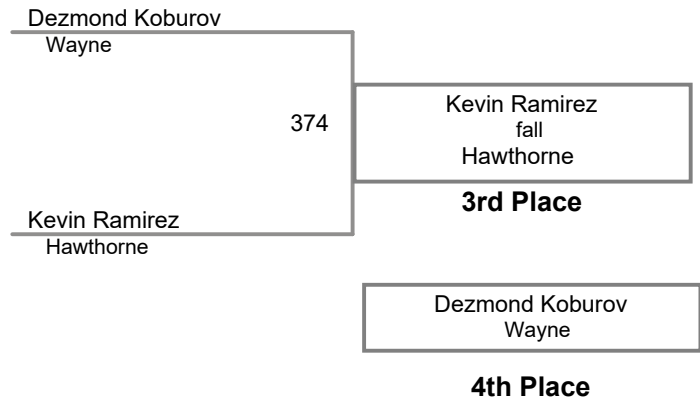 Dezmond Koburov
Wayne
374
Kevin Ramirez
fall
Hawthorne
3rd Place
Kevin Ramirez
Hawthorne
Dezmond Koburov
Wayne
4th Place